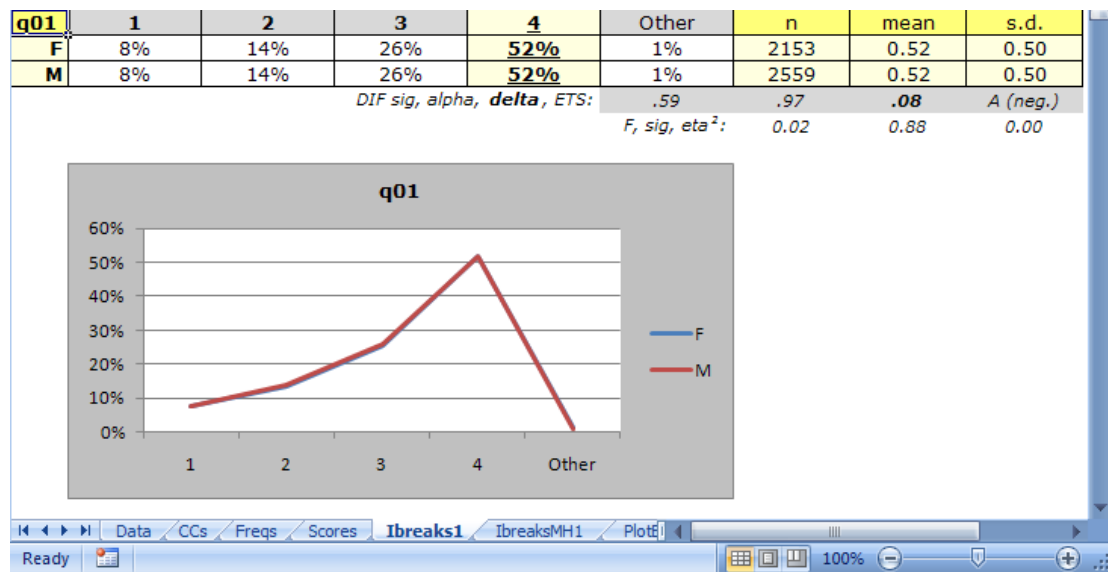 q01 1 2 3 4 Other n mean s.d.
F 8% 14% 26% 52% 1% 2153 0.52 0.50
M 8% 14% 26% 52% 1% 2559 0.52 0.50
DIF sig, alpha, delta, ETS: .59 .97 .08 A (neg.)
F, sig, eta²: 0.02 0.88 0.00
q01
60%
50%
40%
30%
20%
10%
0%
F
M
1 2 3 4 Other
Data CCs Freqs Scores Ibreaks1 IbreaksMH1
Ready 100%